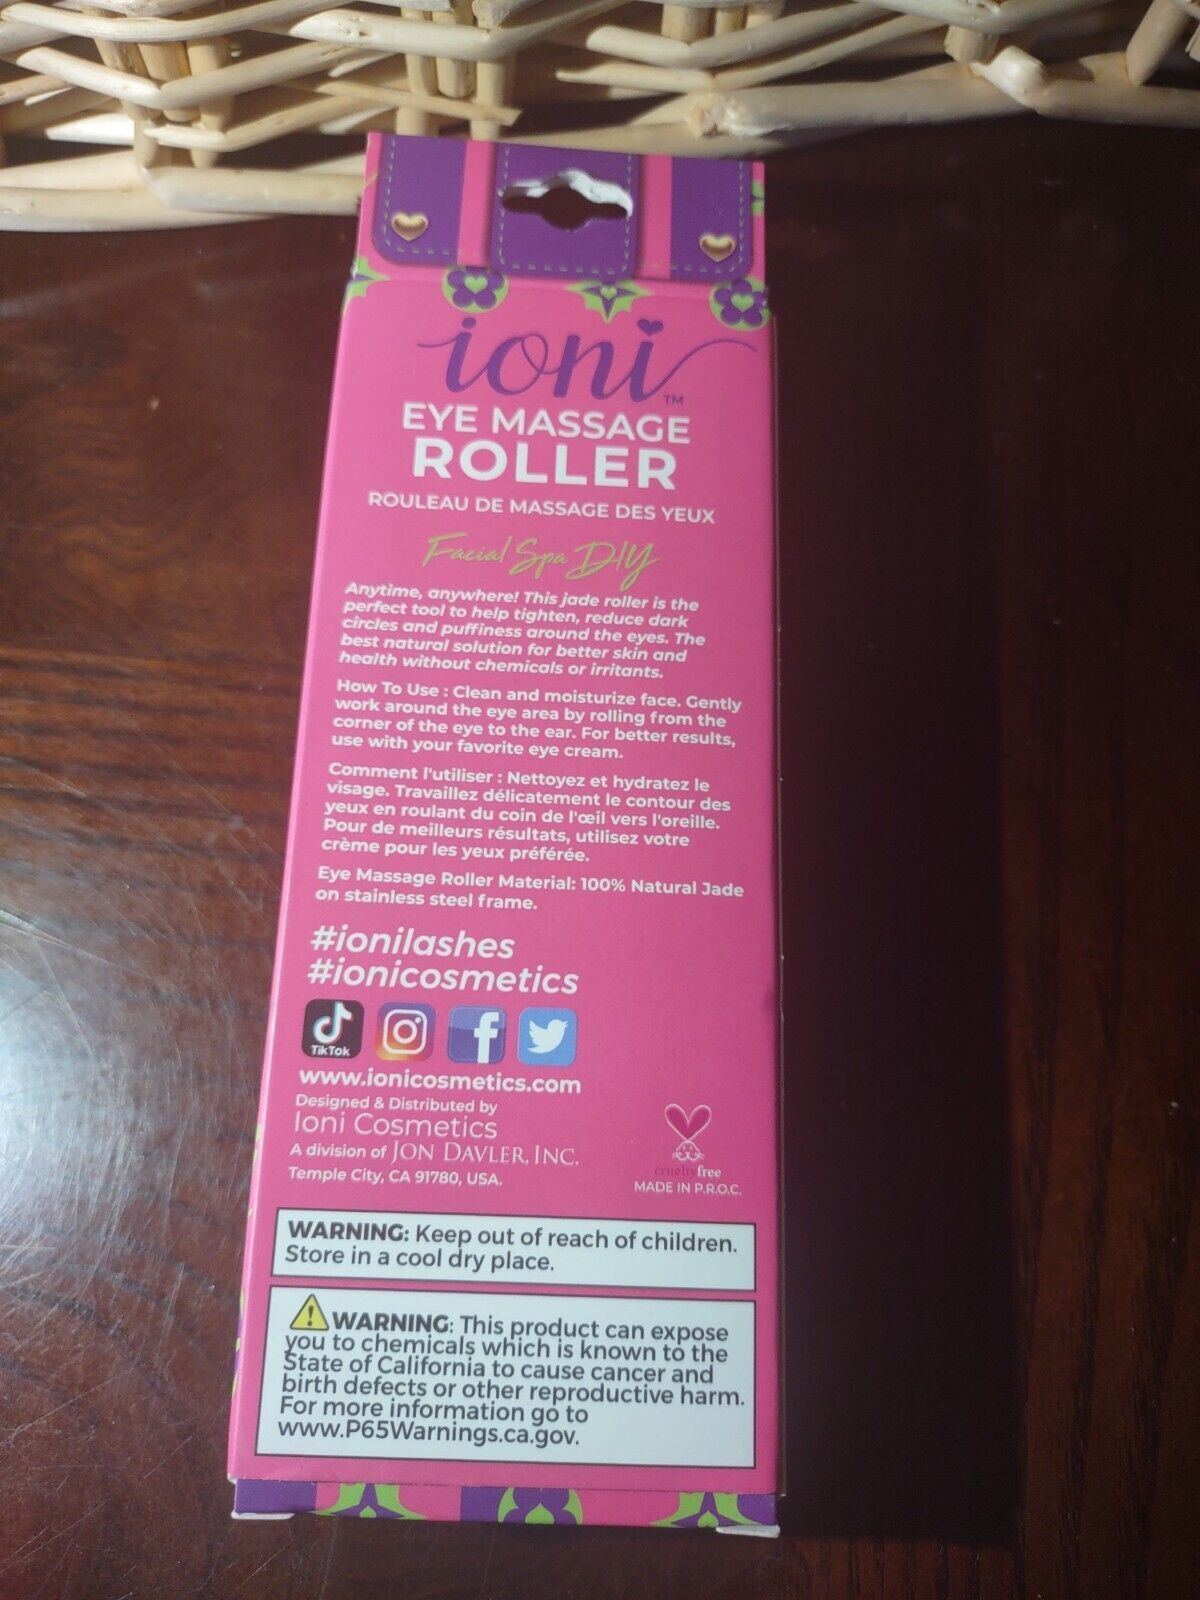 ioni™
EYE MASSAGE
ROLLER
ROULEAU DE MASSAGE DES YEUX
Facial Spa DIY
Anytime, anywhere! This jade roller is the
perfect tool to help tighten, reduce dark
circles and puffiness around the eyes. The
best natural solution for better skin and
health without chemicals or irritants.
How To Use : Clean and moisturize face. Gently
work around the eye area by rolling from the
corner of the eye to the ear. For better results,
use with your favorite eye cream.
Comment l'utiliser : Nettoyez et hydratez le
visage. Travaillez délicatement le contour des
yeux en roulant du coin de l'œil vers l'oreille.
Pour de meilleurs résultats, utilisez votre
crème pour les yeux préférée.
Eye Massage Roller Material: 100% Natural Jade
on stainless steel frame.
#ionilashes
#ionicosmetics
TikTok
www.ionicosmetics.com
Designed & Distributed by
Ioni Cosmetics
A division of JON DAVLER, INC.
Temple City, CA 91780, USA.
crueltyfree
MADE IN P.R.O.C.
WARNING: Keep out of reach of children.
Store in a cool dry place.
WARNING: This product can expose
you to chemicals which is known to the
State of California to cause cancer and
birth defects or other reproductive harm.
For more information go to
www.P65Warnings.ca.gov.